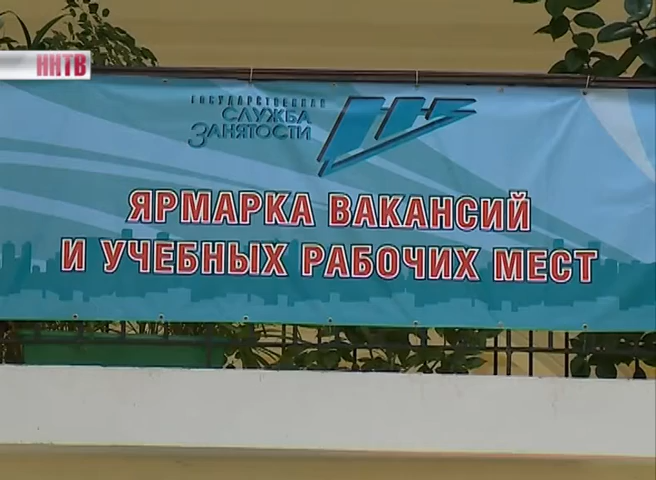 ННТВ
ГОСУДАРСТВЕННАЯ
СЛУЖБА
ЗАНЯТОСТИ
ЯРМАРКА ВАКАНСИЙ
И УЧЕБНЫХ РАБОЧИХ МЕСТ